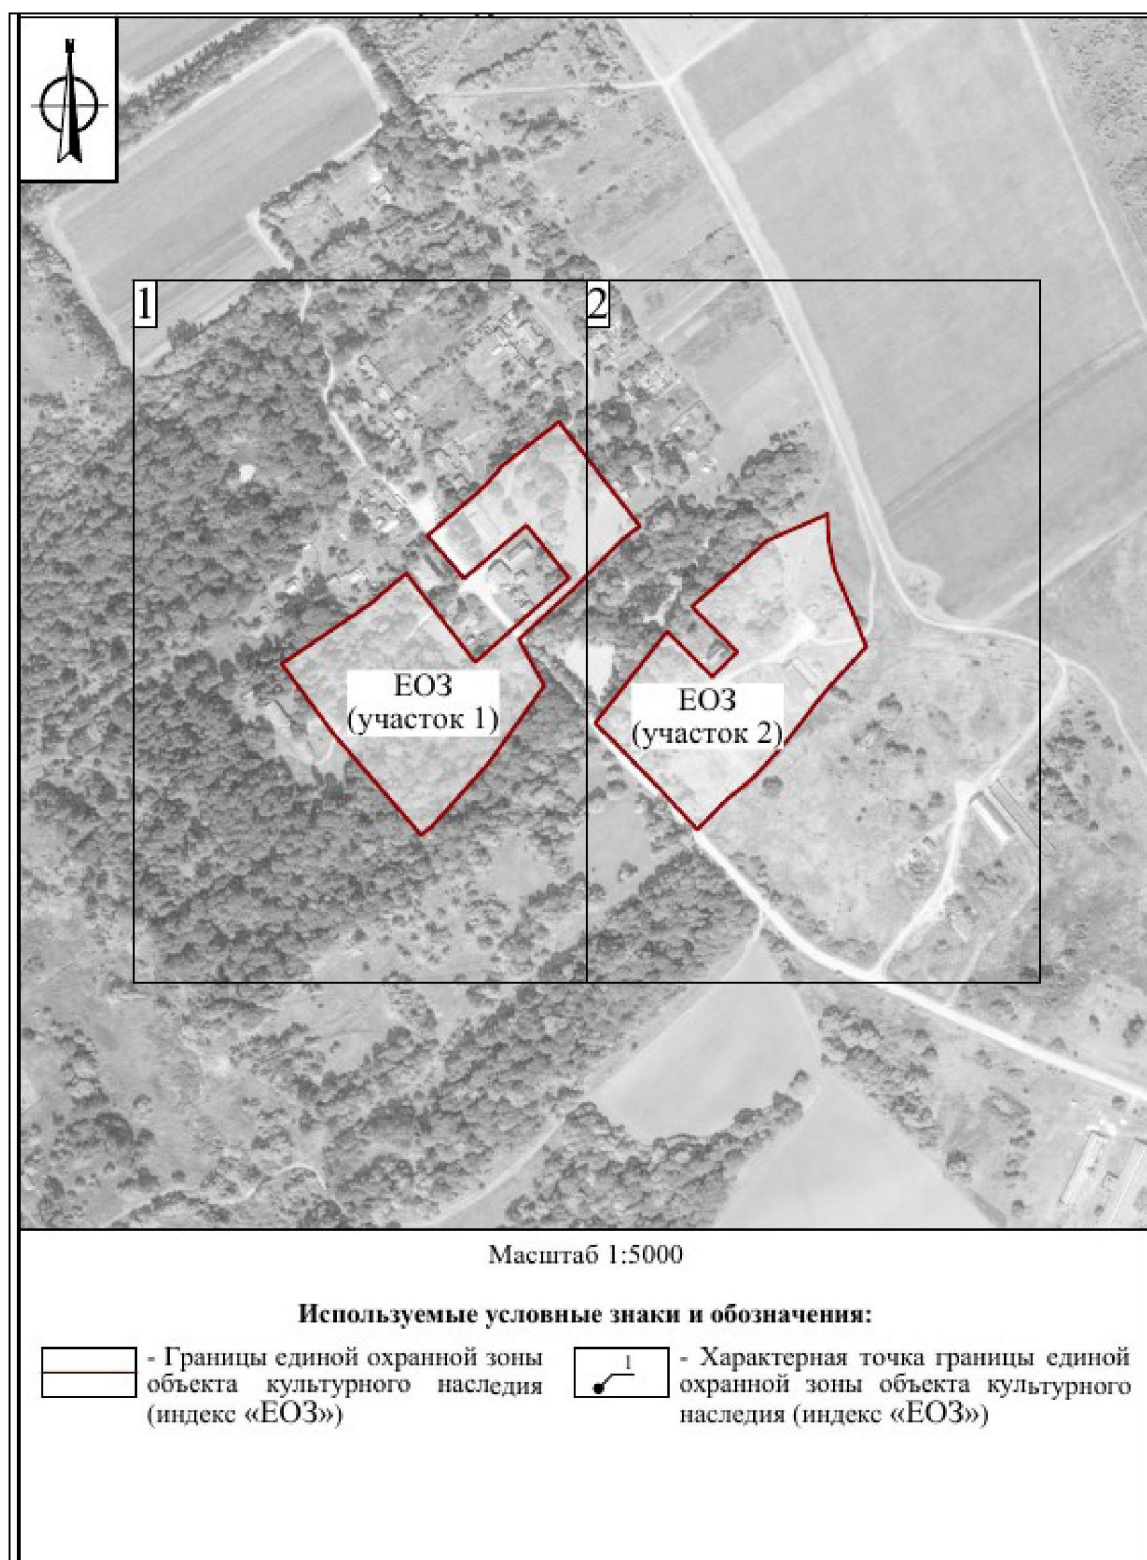 N
1
2
ЕОЗ
(участок 1)
ЕОЗ
(участок 2)
Масштаб 1:5000
Используемые условные знаки и обозначения:
- Границы единой охранной зоны
объекта культурного наследия
(индекс «ЕОЗ»)
1
- Характерная точка границы единой
охранной зоны объекта культурного
наследия (индекс «ЕОЗ»)